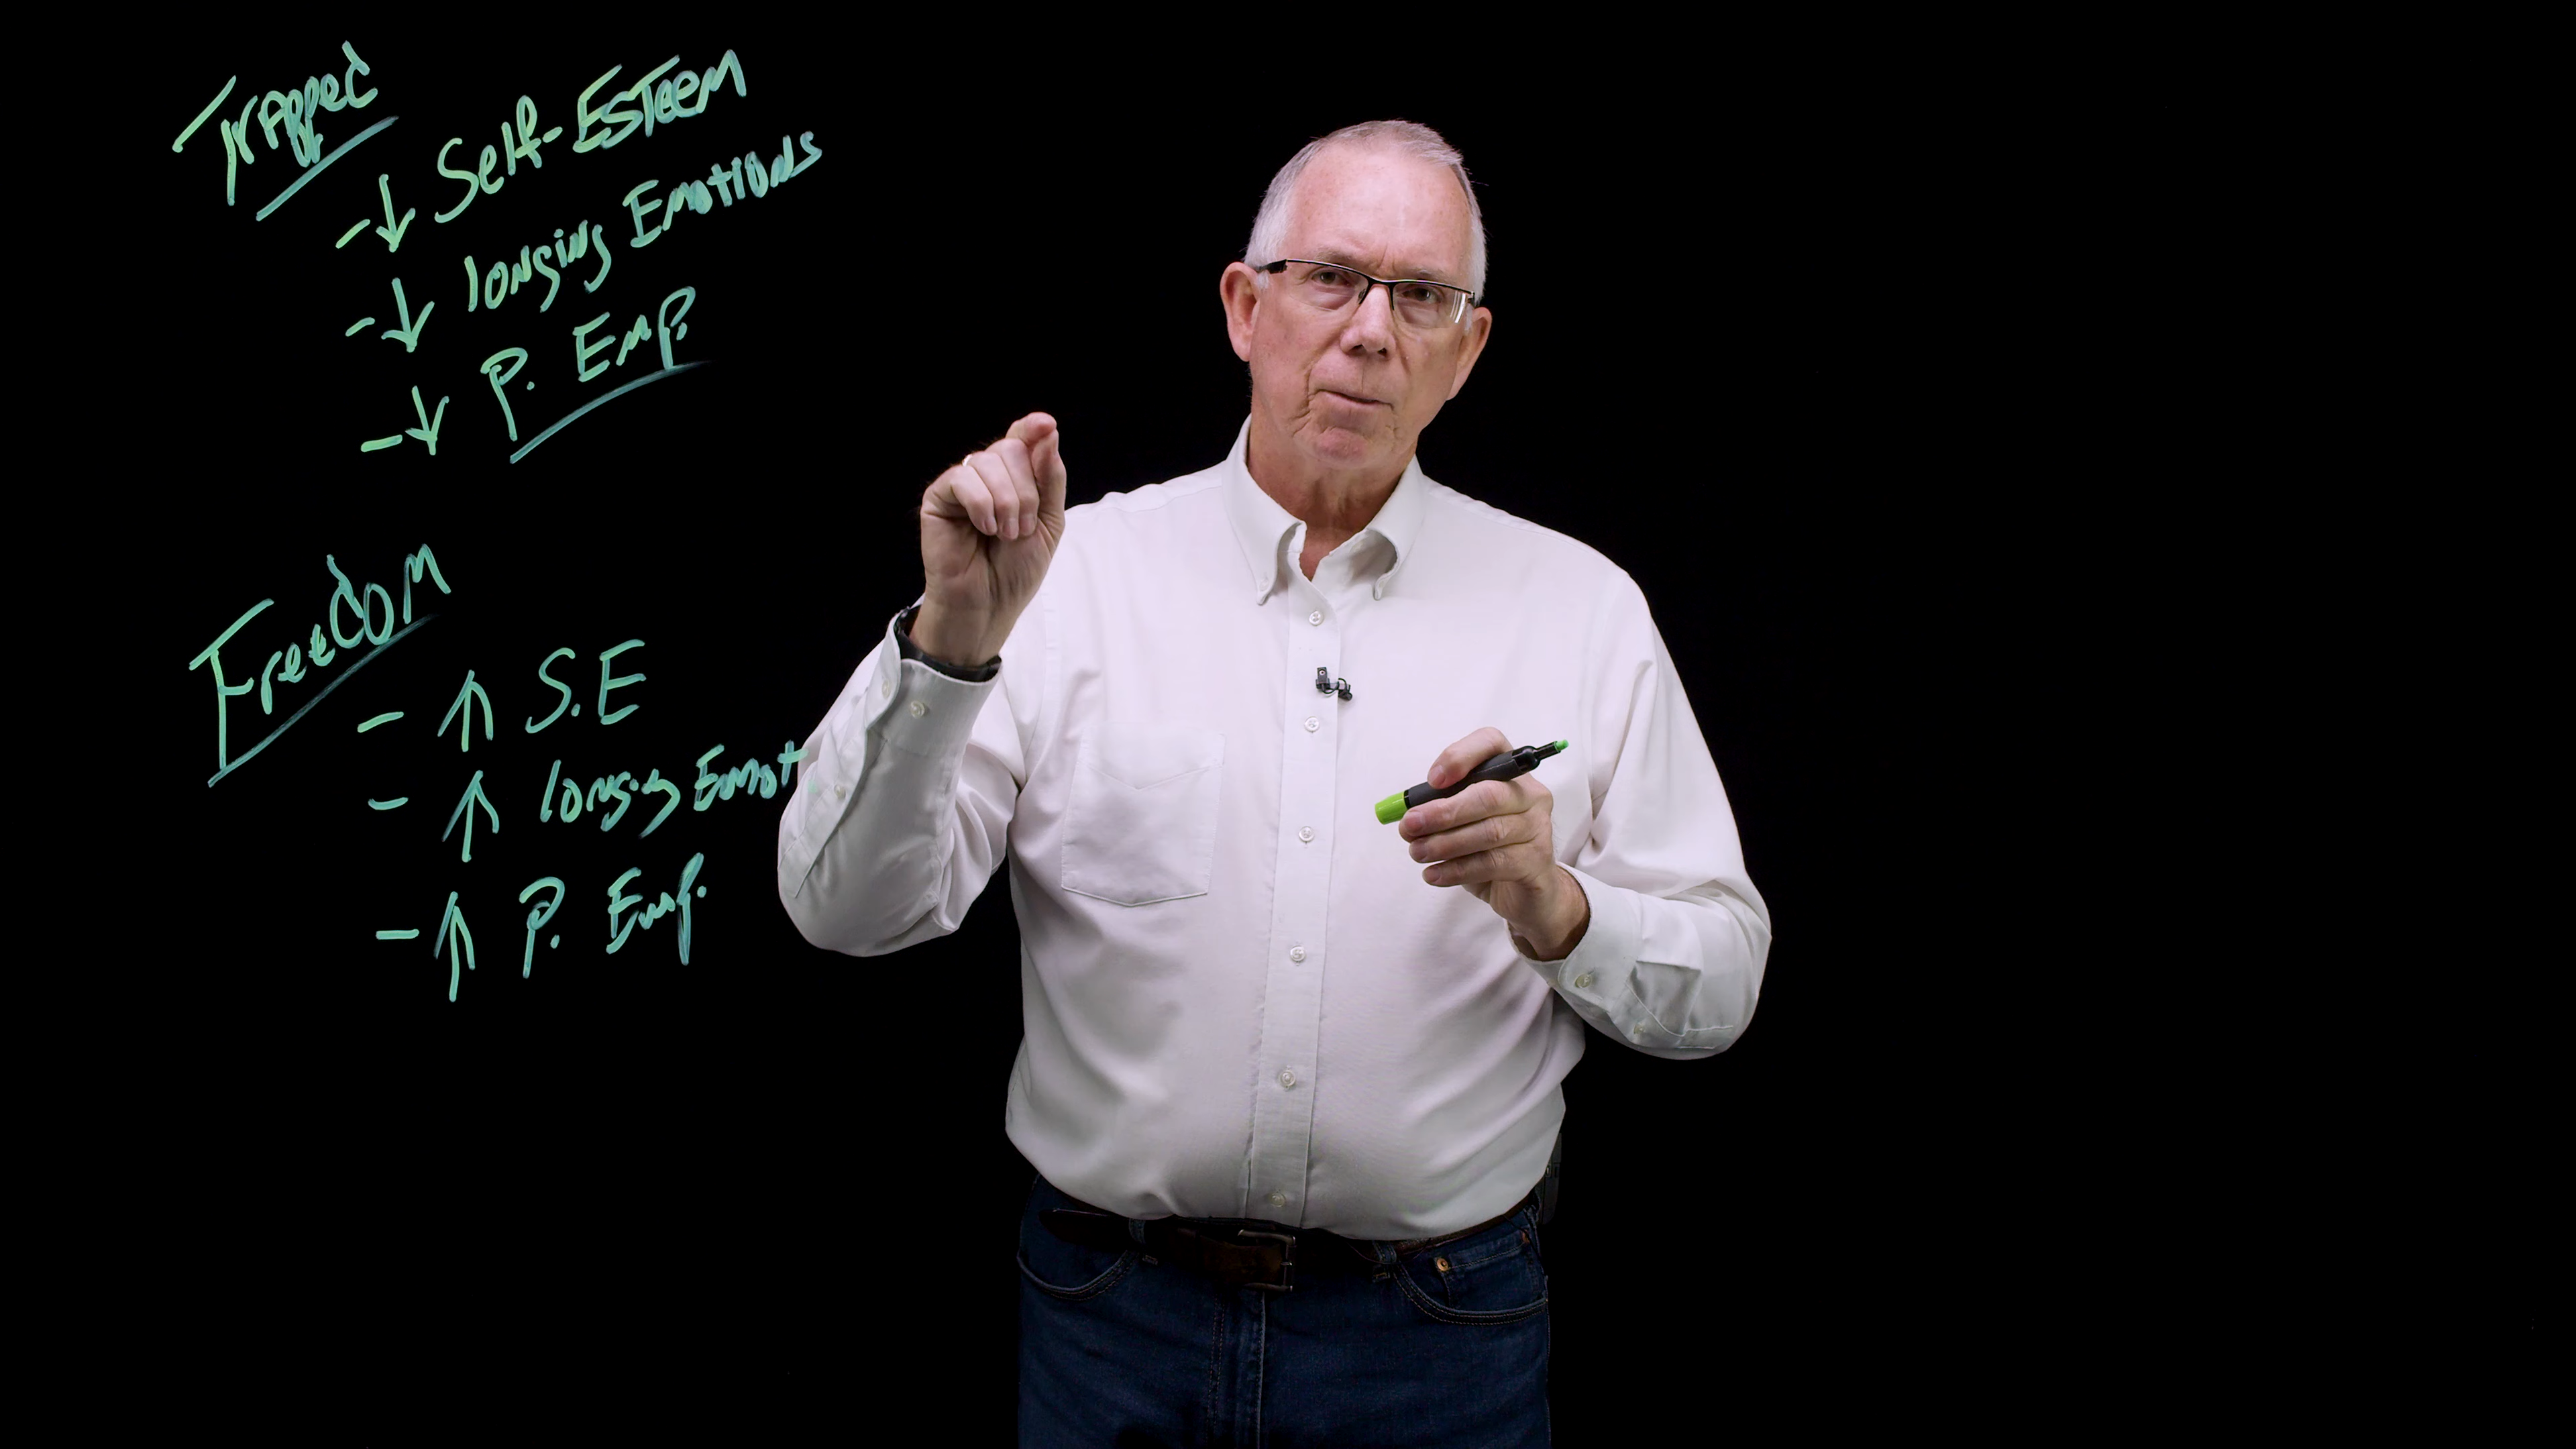 Trapped
- ↓ Self-Esteem
- ↓ longing Emotions
- ↓ P. Emp.
Freedom
- ↑ S.E
- ↑ longing Emot
- ↑ P. Emp.